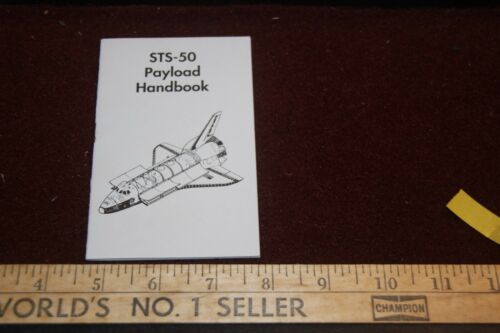 STS-50
Payload
Handbook
4 5 6 7 8 9 10 11
WORLD'S NO. 1 SELLER
CHAMPION